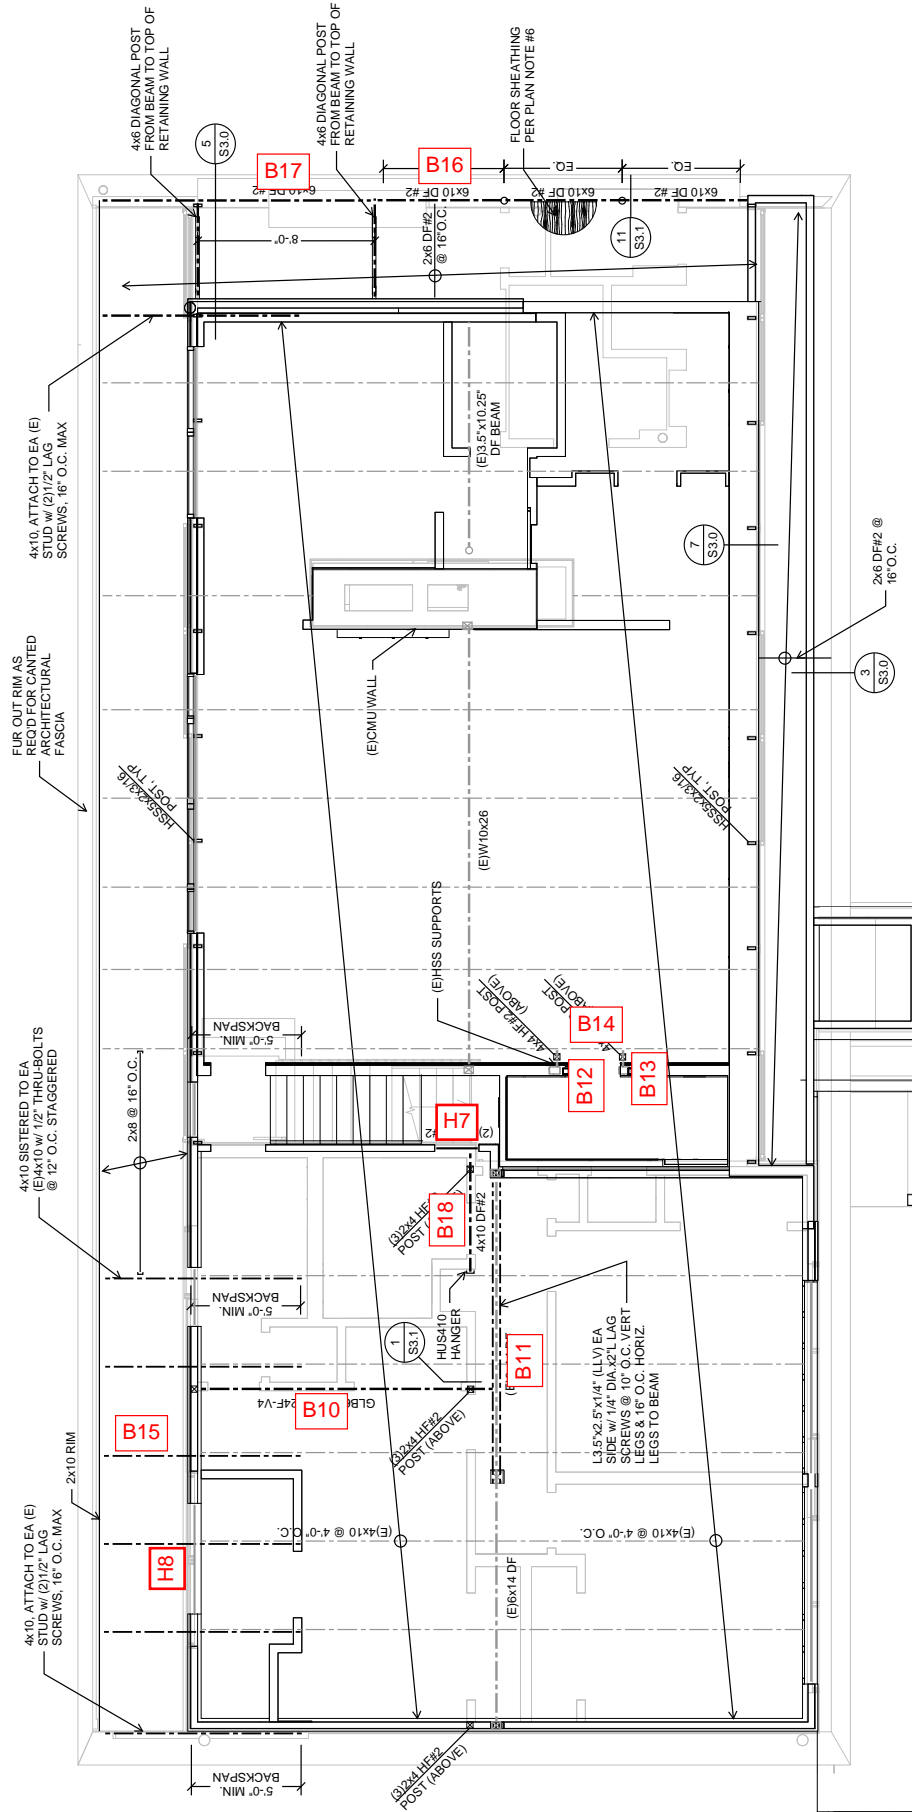 4x6 DIAGONAL POST
FROM BEAM TO TOP OF
RETAINING WALL
4x6 DIAGONAL POST
FROM BEAM TO TOP OF
RETAINING WALL
FLOOR SHEATHING
PER PLAN NOTE #6
5
S3.0
B17
B16
6x10 DF #2
6x10 DF #2
6x10 DF #2
6x10 DF #2
EQ.
EQ.
11
S3.1
8'-0"
2x6 DF#2
@ 16"O.C.
4x10, ATTACH TO EA (E)
STUD w/ (2)1/2" LAG
SCREWS, 16" O.C. MAX
(E)3.5"x10.25"
DF BEAM
7
S3.0
2x6 DF#2 @
16"O.C.
3
S3.0
FUR OUT RIM AS
REQ'D FOR CANTED
ARCHITECTURAL
FASCIA
HSS5x2x3/16
POST, TYP
(E)CMU WALL
HSS5x2x3/16
POST, TYP
(E)W10x26
(E)HSS SUPPORTS
4x4 HF#2 POST
(ABOVE)
POST
B14
B12
B13
5'-0" MIN.
BACKSPAN
4x10 SISTERED TO EA
(E)4x10 w/ 1/2" THRU-BOLTS
@ 12" O.C. STAGGERED
2x8 @ 16" O.C.
H7
(2)
(3)2x4 HF#2
POST
B18
4x10 DF#2
HUS410
HANGER
5'-0" MIN.
BACKSPAN
1
S3.1
B11
L3.5"x2.5"x1/4" (LLV) EA
SIDE w/ 1/4" DIA.x2"L LAG
SCREWS @ 10" O.C. VERT
LEGS & 16" O.C. HORIZ.
LEGS TO BEAM
B10
24F-V4
(3)2x4 HF#2
POST (ABOVE)
B15
2x10 RIM
H8
4x10, ATTACH TO EA (E)
STUD w/ (2)1/2" LAG
SCREWS, 16" O.C. MAX
(E)4x10 @ 4'-0" O.C.
(E)4x10 @ 4'-0" O.C.
(E)6x14 DF
(3)2x4 HF#2
POST (ABOVE)
5'-0" MIN.
BACKSPAN